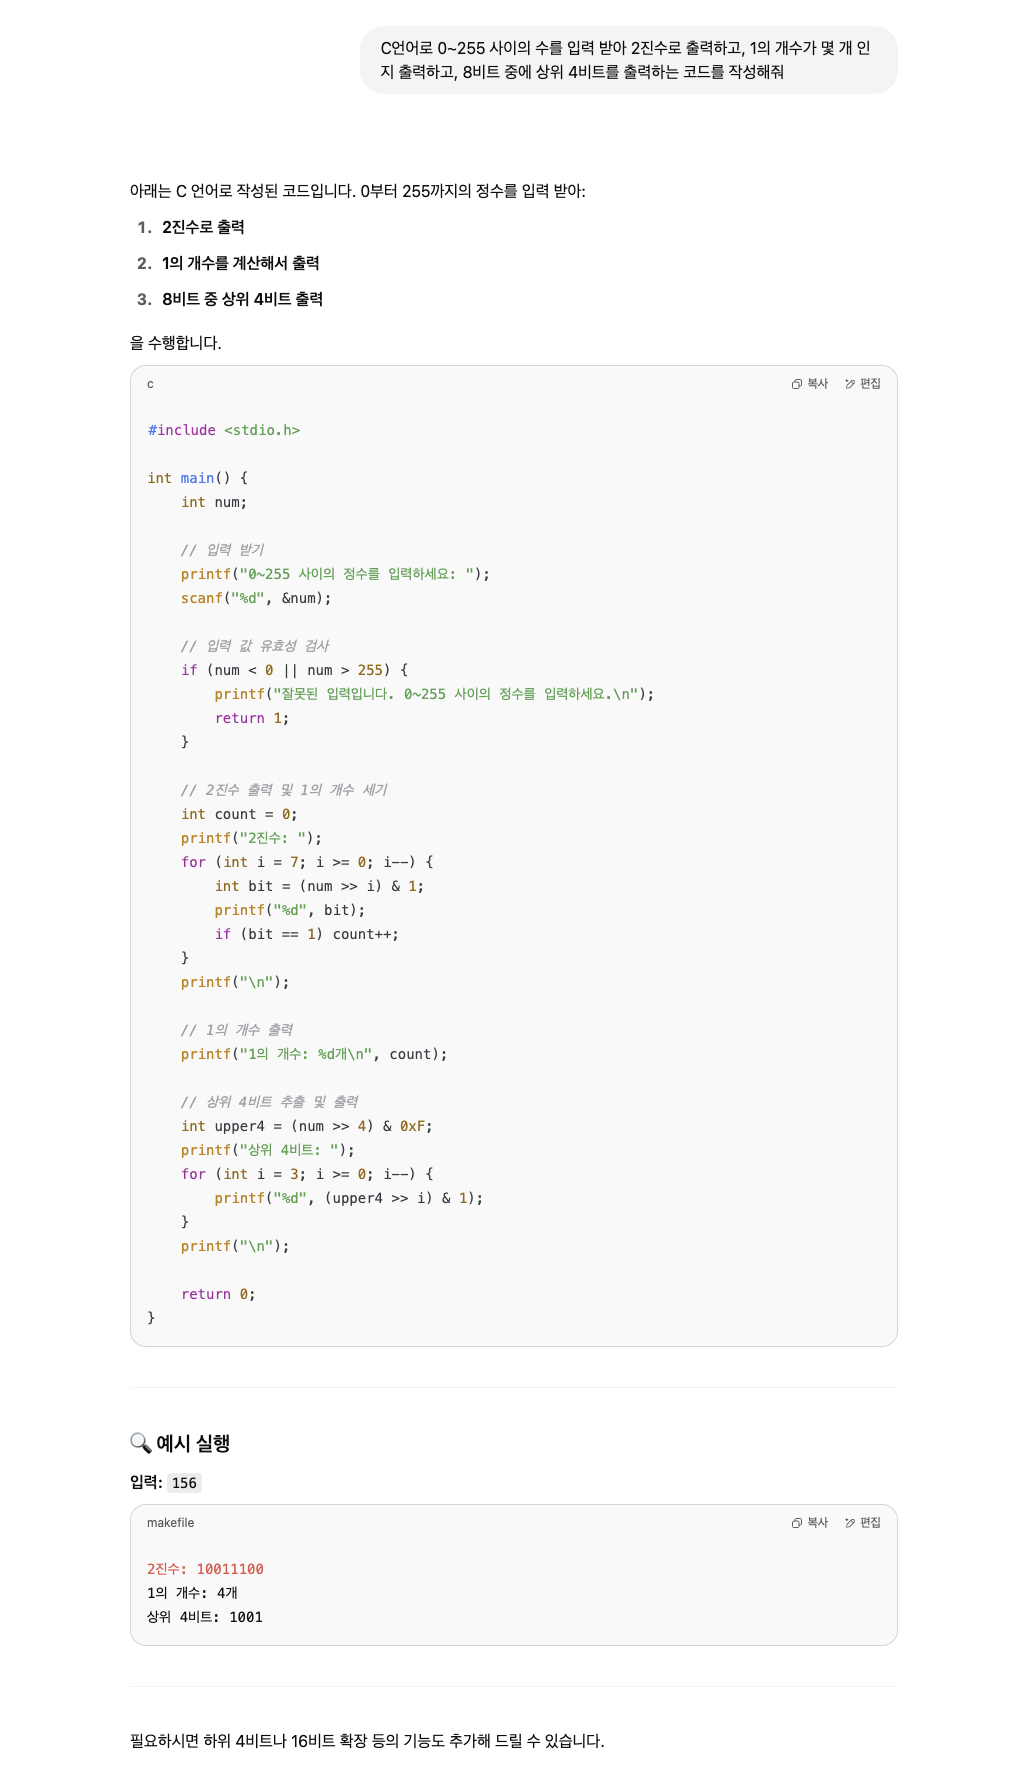 C언어로 0~255 사이의 수를 입력 받아 2진수로 출력하고, 1의 개수가 몇 개 인
지 출력하고, 8비트 중에 상위 4비트를 출력하는 코드를 작성해줘
아래는 C 언어로 작성된 코드입니다. 0부터 255까지의 정수를 입력 받아:
1. 2진수로 출력
2. 1의 개수를 계산해서 출력
3. 8비트 중 상위 4비트 출력
을 수행합니다.
c 복사 편집
#include <stdio.h>
int main() {
    int num;
    // 입력 받기
    printf("0~255 사이의 정수를 입력하세요: ");
    scanf("%d", &num);
    // 입력 값 유효성 검사
    if (num < 0 || num > 255) {
        printf("잘못된 입력입니다. 0~255 사이의 정수를 입력하세요.\n");
        return 1;
    }
    // 2진수 출력 및 1의 개수 세기
    int count = 0;
    printf("2진수: ");
    for (int i = 7; i >= 0; i--) {
        int bit = (num >> i) & 1;
        printf("%d", bit);
        if (bit == 1) count++;
    }
    printf("\n");
    // 1의 개수 출력
    printf("1의 개수: %d개\n", count);
    // 상위 4비트 추출 및 출력
    int upper4 = (num >> 4) & 0xF;
    printf("상위 4비트: ");
    for (int i = 3; i >= 0; i--) {
        printf("%d", (upper4 >> i) & 1);
    }
    printf("\n");
    return 0;
}
🔍 예시 실행
입력: 156
makefile 복사 편집
2진수: 10011100
1의 개수: 4개
상위 4비트: 1001
필요하시면 하위 4비트나 16비트 확장 등의 기능도 추가해 드릴 수 있습니다.